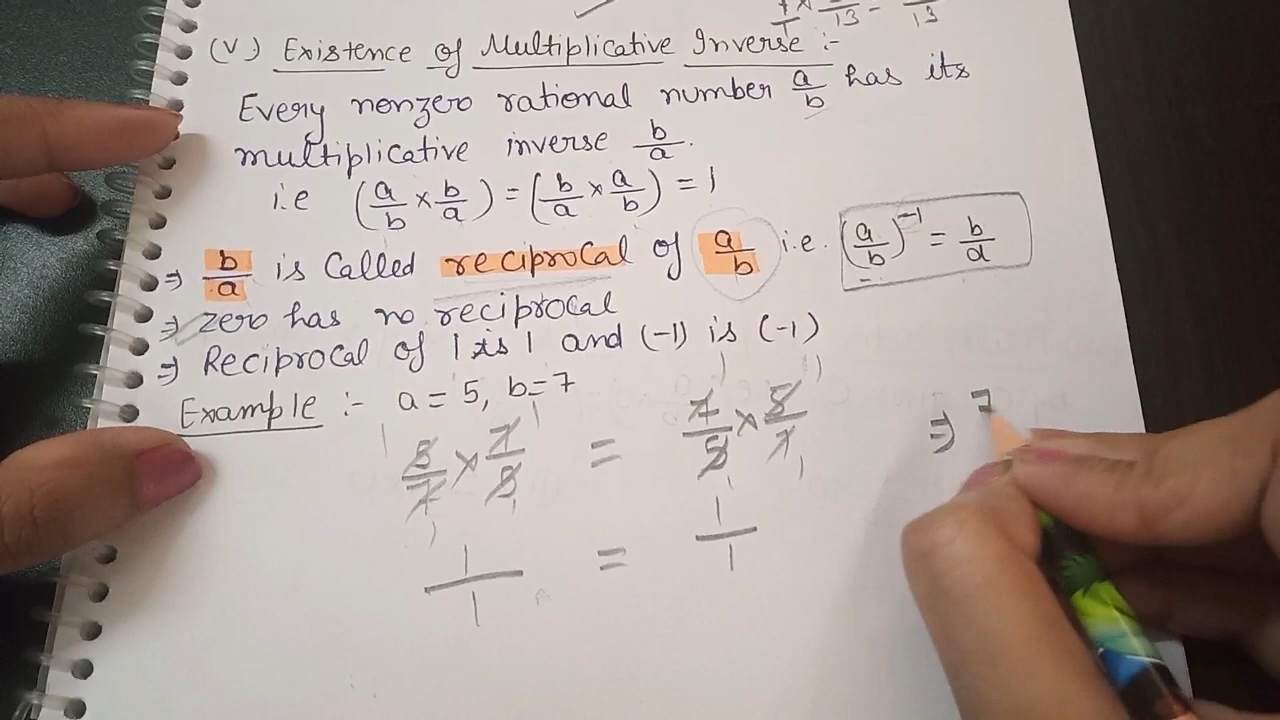 (V) Existence of Multiplicative Inverse :-
Every nonzero rational number a/b has its
multiplicative inverse b/a.
i.e (a/b × b/a) = (b/a × a/b) = 1
⇒ b/a is Called reciprocal of a/b i.e. (a/b)⁻¹ = b/a
⇒ zero has no reciprocal
⇒ Reciprocal of 1 is 1 and (-1) is (-1)
Example :- a = 5, b = 7
5/7 × 7/5 = 7/5 × 5/7 ⇒ 7
1/1 = 1/1